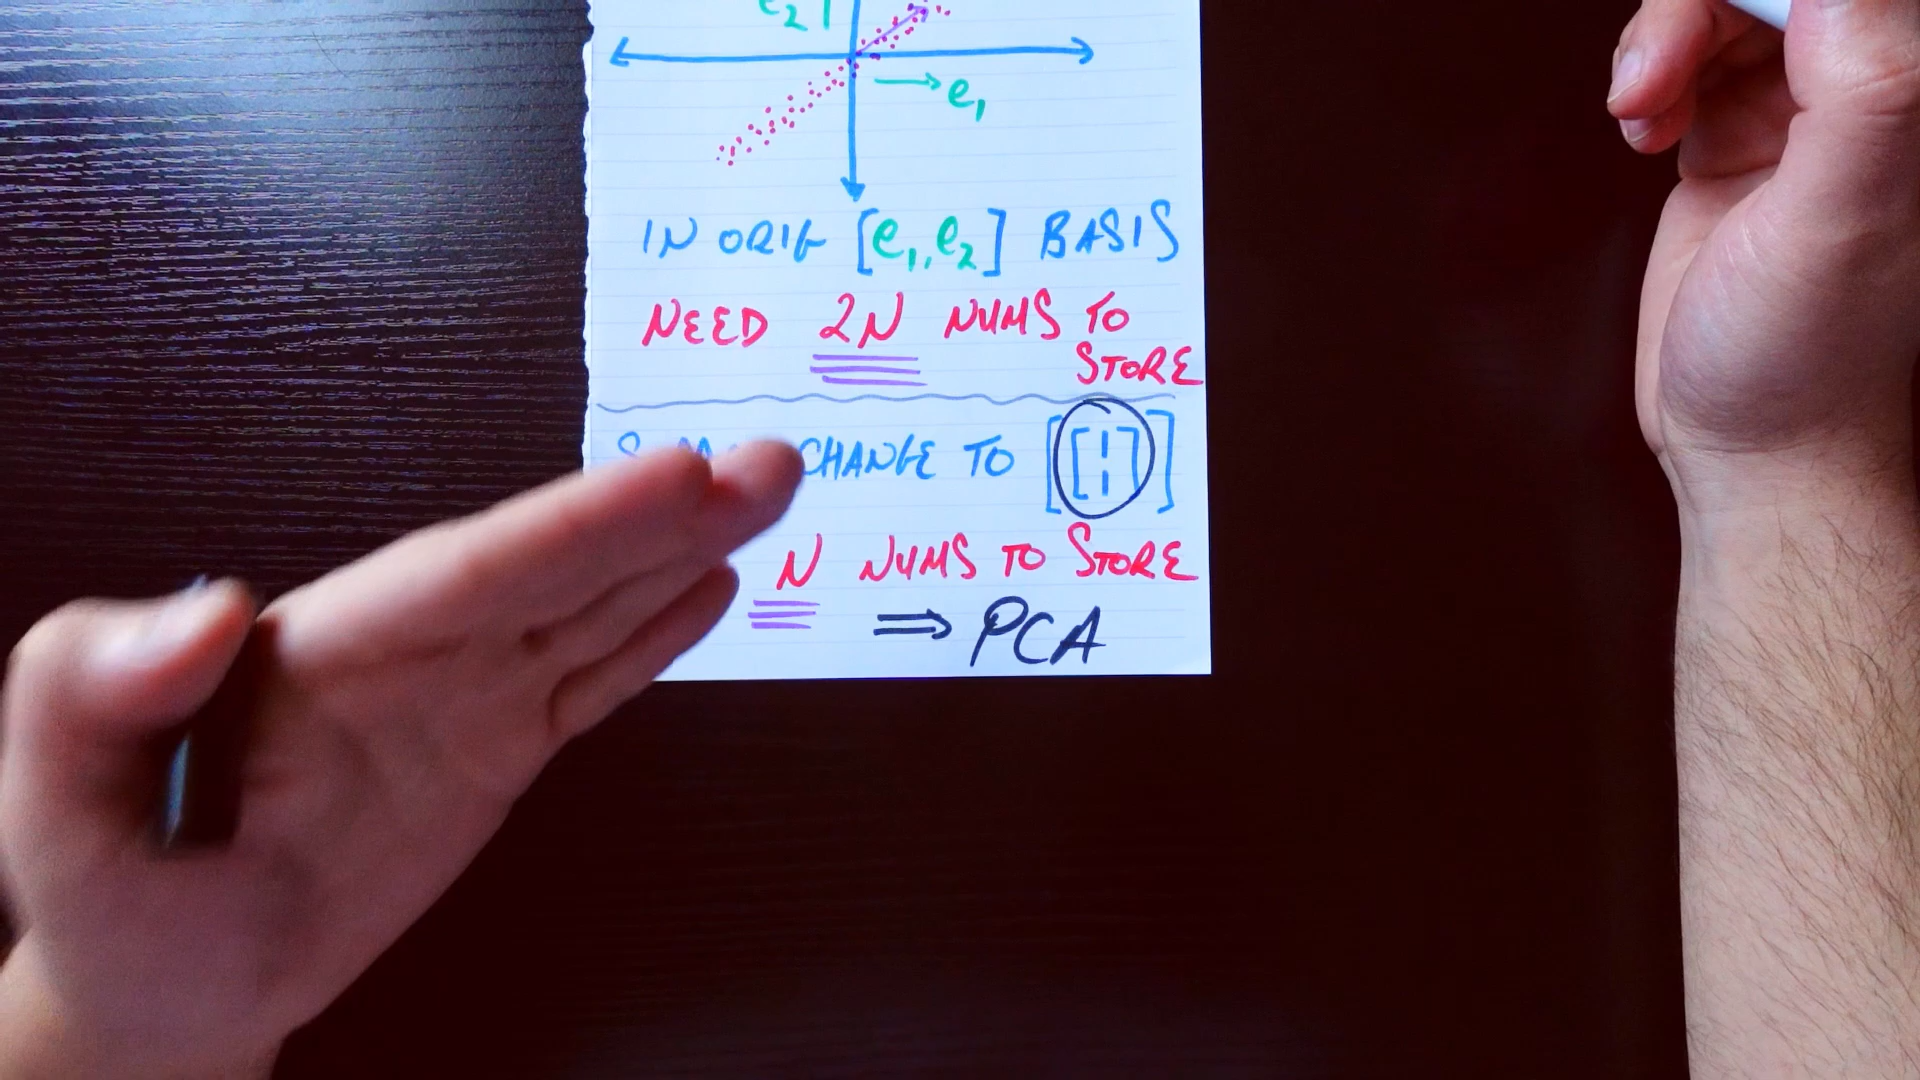 e2
e1
IN ORIG [e1, e2] BASIS
NEED 2N NUMS TO
STORE
CHANGE TO [[1 1]]
N NUMS TO STORE
⇒ PCA